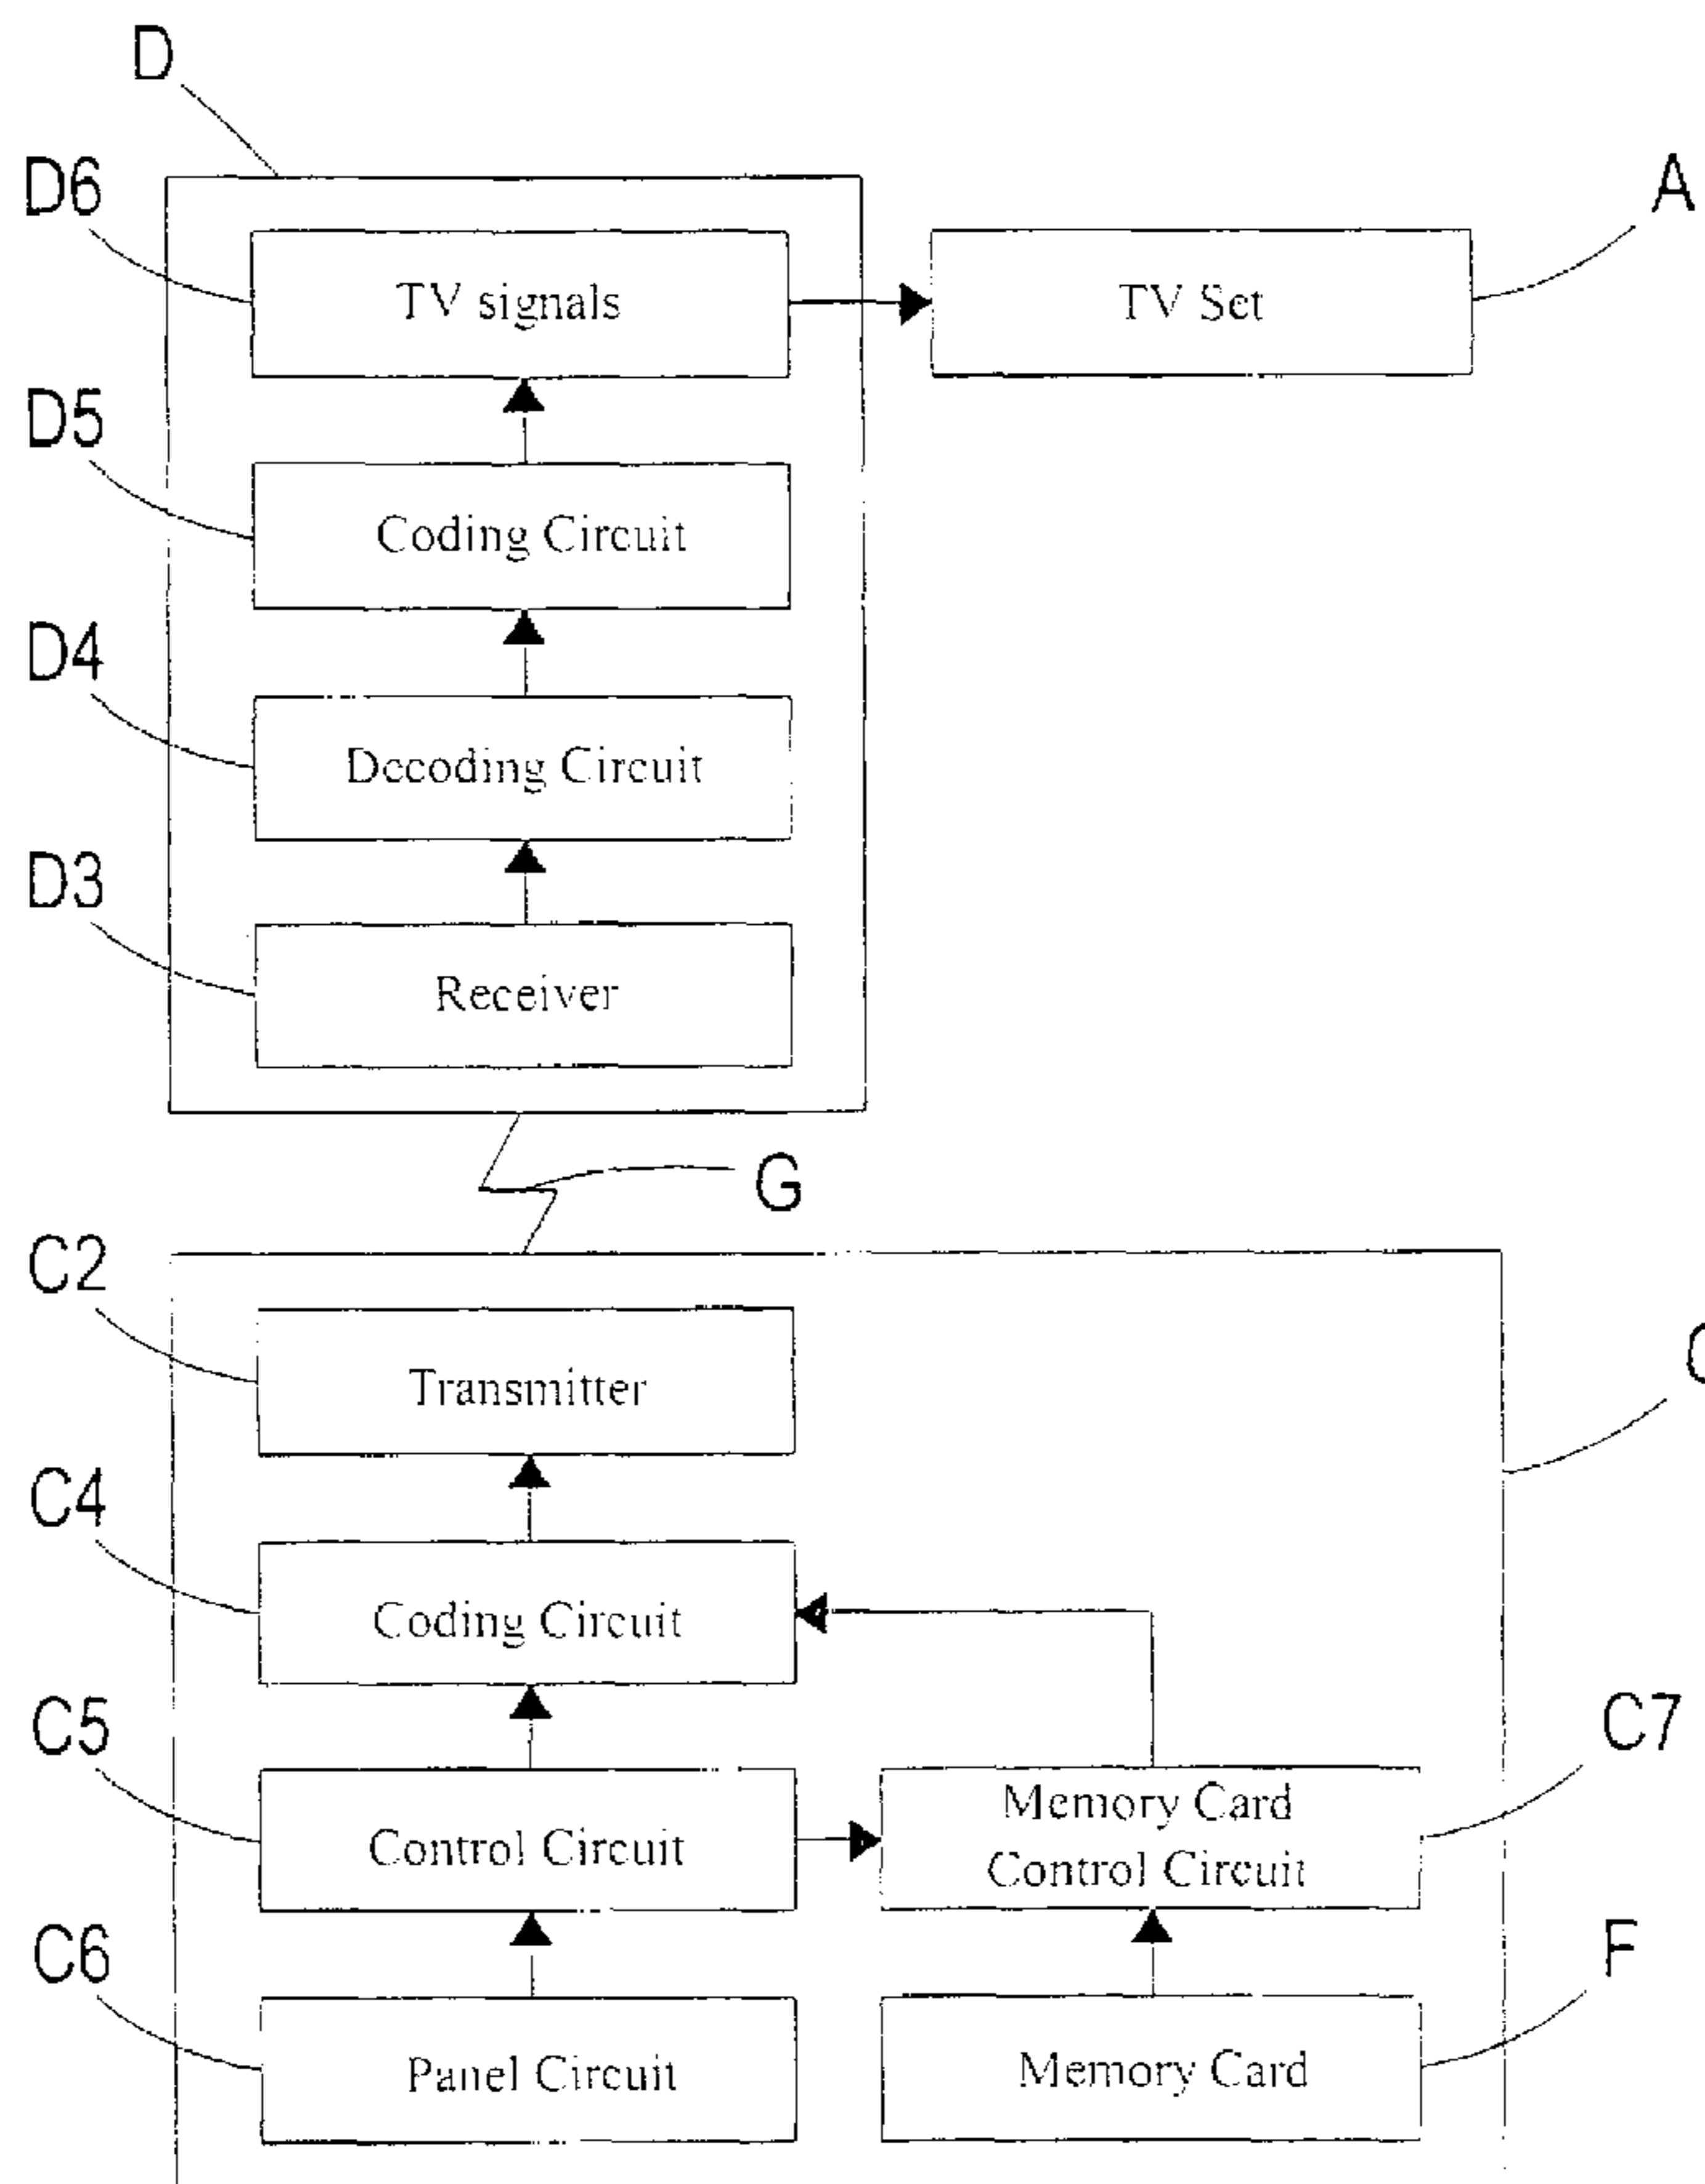 D
D6
TV signals
TV Set
A
D5
Coding Circuit
D4
Decoding Circuit
D3
Receiver
G
C2
Transmitter
C4
Coding Circuit
C5
Control Circuit
Memory Card
Control Circuit
C7
C6
Panel Circuit
Memory Card
F